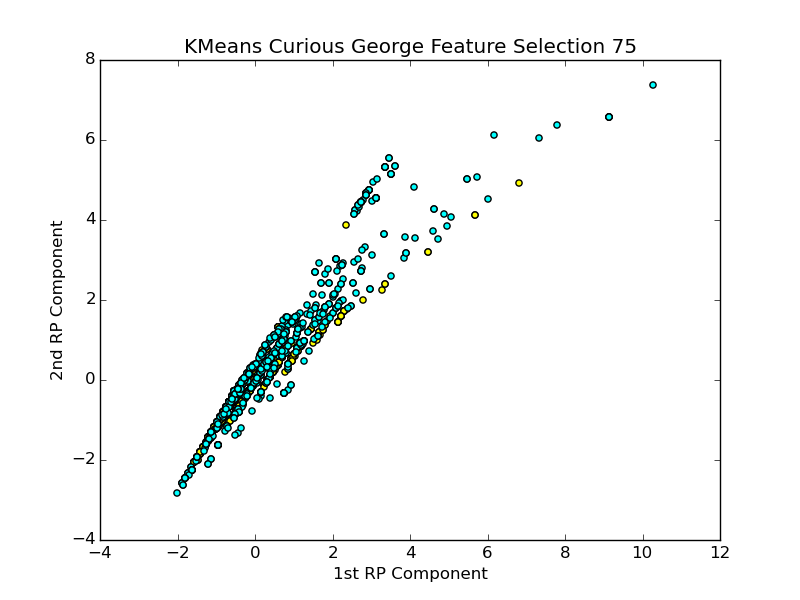 KMeans Curious George Feature Selection 75
8
6
4
2
0
−2
−4
2nd RP Component
−4 −2 0 2 4 6 8 10 12
1st RP Component